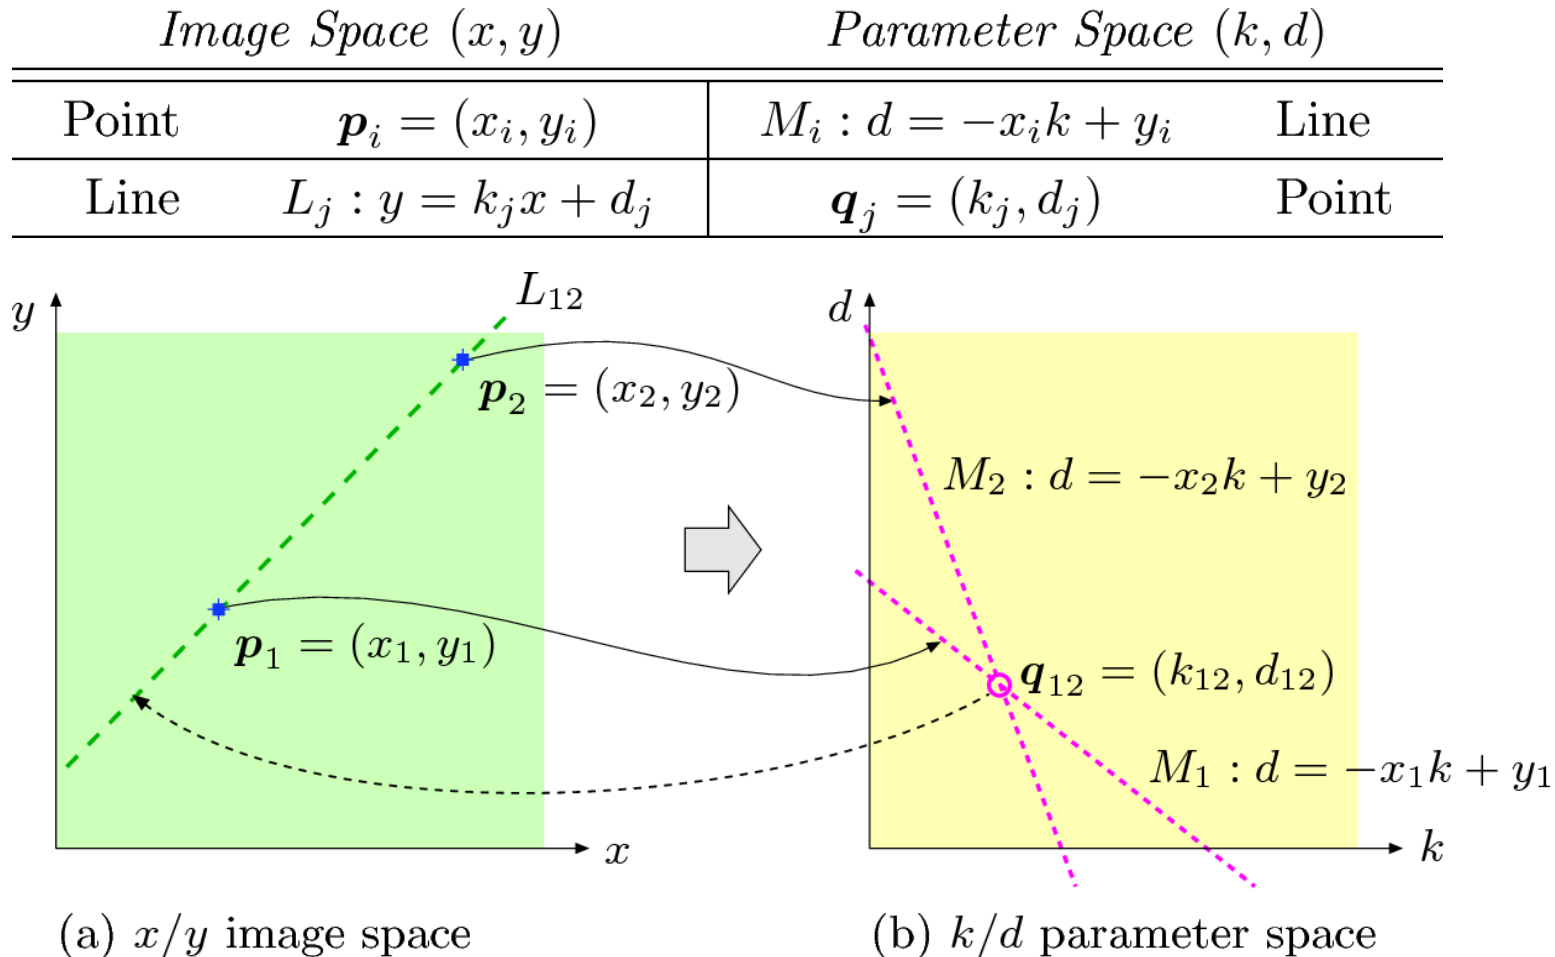 Image Space (x, y) Parameter Space (k, d)
Point p_i = (x_i, y_i) M_i : d = −x_i k + y_i Line
Line L_j : y = k_j x + d_j q_j = (k_j, d_j) Point
L_12
y d
p_2 = (x_2, y_2)
M_2 : d = −x_2 k + y_2
p_1 = (x_1, y_1)
q_12 = (k_12, d_12)
M_1 : d = −x_1 k + y_1
x k
(a) x/y image space (b) k/d parameter space